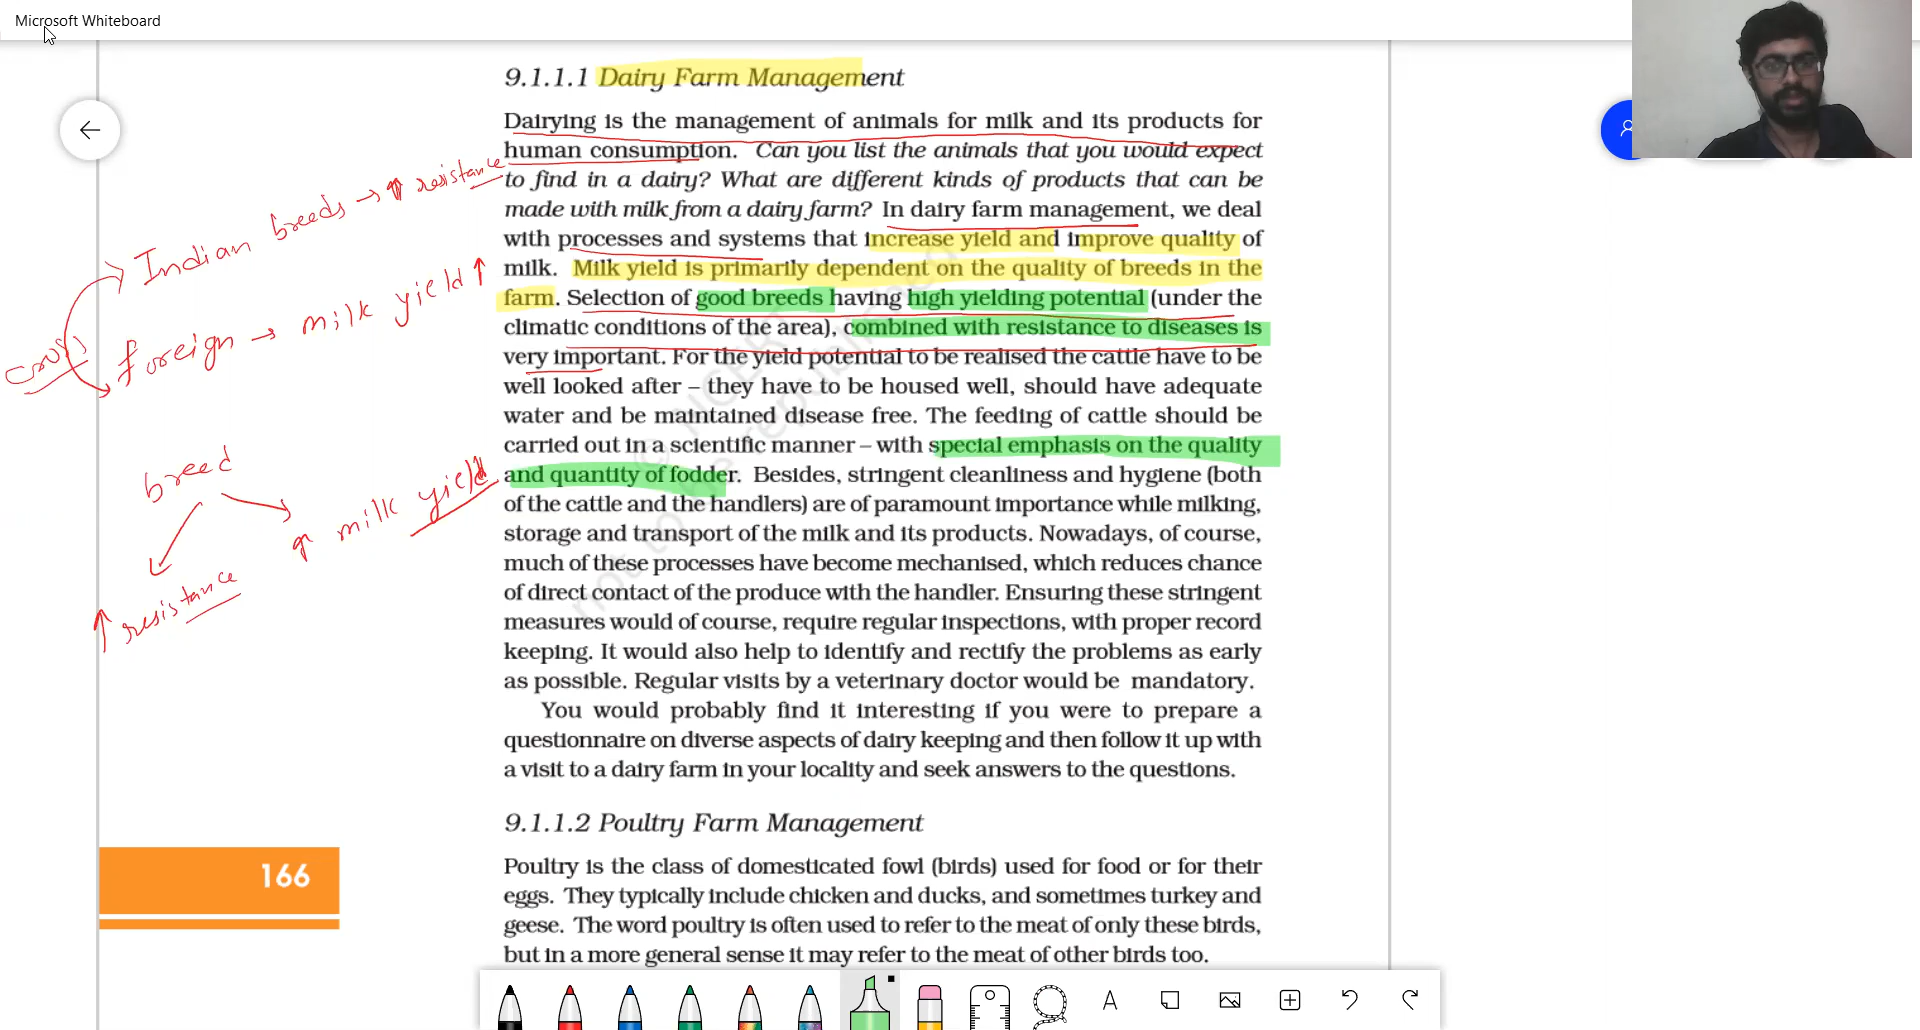 Microsoft Whiteboard
9.1.1.1 Dairy Farm Management
Dairying is the management of animals for milk and its products for
human consumption. Can you list the animals that you would expect
to find in a dairy? What are different kinds of products that can be
made with milk from a dairy farm? In dairy farm management, we deal
with processes and systems that increase yield and improve quality of
milk. Milk yield is primarily dependent on the quality of breeds in the
farm. Selection of good breeds having high yielding potential (under the
climatic conditions of the area), combined with resistance to diseases is
very important. For the yield potential to be realised the cattle have to be
well looked after – they have to be housed well, should have adequate
water and be maintained disease free. The feeding of cattle should be
carried out in a scientific manner – with special emphasis on the quality
and quantity of fodder. Besides, stringent cleanliness and hygiene (both
of the cattle and the handlers) are of paramount importance while milking,
storage and transport of the milk and its products. Nowadays, of course,
much of these processes have become mechanised, which reduces chance
of direct contact of the produce with the handler. Ensuring these stringent
measures would of course, require regular inspections, with proper record
keeping. It would also help to identify and rectify the problems as early
as possible. Regular visits by a veterinary doctor would be mandatory.
You would probably find it interesting if you were to prepare a
questionnaire on diverse aspects of dairy keeping and then follow it up with
a visit to a dairy farm in your locality and seek answers to the questions.
9.1.1.2 Poultry Farm Management
Poultry is the class of domesticated fowl (birds) used for food or for their
eggs. They typically include chicken and ducks, and sometimes turkey and
geese. The word poultry is often used to refer to the meat of only these birds,
but in a more general sense it may refer to the meat of other birds too.
Indian breeds → ↑ resistance
foreign → milk yield ↑
cross
breed
↑ milk yield
↑ resistance
166
© NCERT
not to be republished